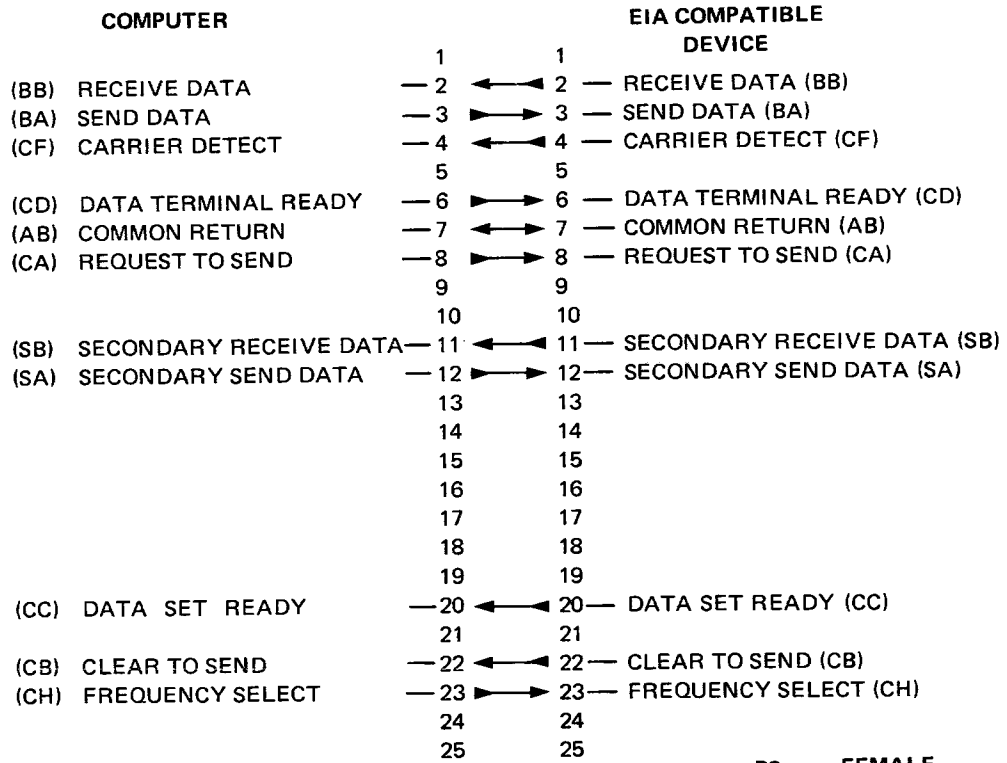 COMPUTER EIA COMPATIBLE DEVICE
1 1
(BB) RECEIVE DATA 2 2 RECEIVE DATA (BB)
(BA) SEND DATA 3 3 SEND DATA (BA)
(CF) CARRIER DETECT 4 4 CARRIER DETECT (CF)
5 5
(CD) DATA TERMINAL READY 6 6 DATA TERMINAL READY (CD)
(AB) COMMON RETURN 7 7 COMMON RETURN (AB)
(CA) REQUEST TO SEND 8 8 REQUEST TO SEND (CA)
9 9
10 10
(SB) SECONDARY RECEIVE DATA 11 11 SECONDARY RECEIVE DATA (SB)
(SA) SECONDARY SEND DATA 12 12 SECONDARY SEND DATA (SA)
13 13
14 14
15 15
16 16
17 17
18 18
19 19
(CC) DATA SET READY 20 20 DATA SET READY (CC)
21 21
(CB) CLEAR TO SEND 22 22 CLEAR TO SEND (CB)
(CH) FREQUENCY SELECT 23 23 FREQUENCY SELECT (CH)
24 24
25 25